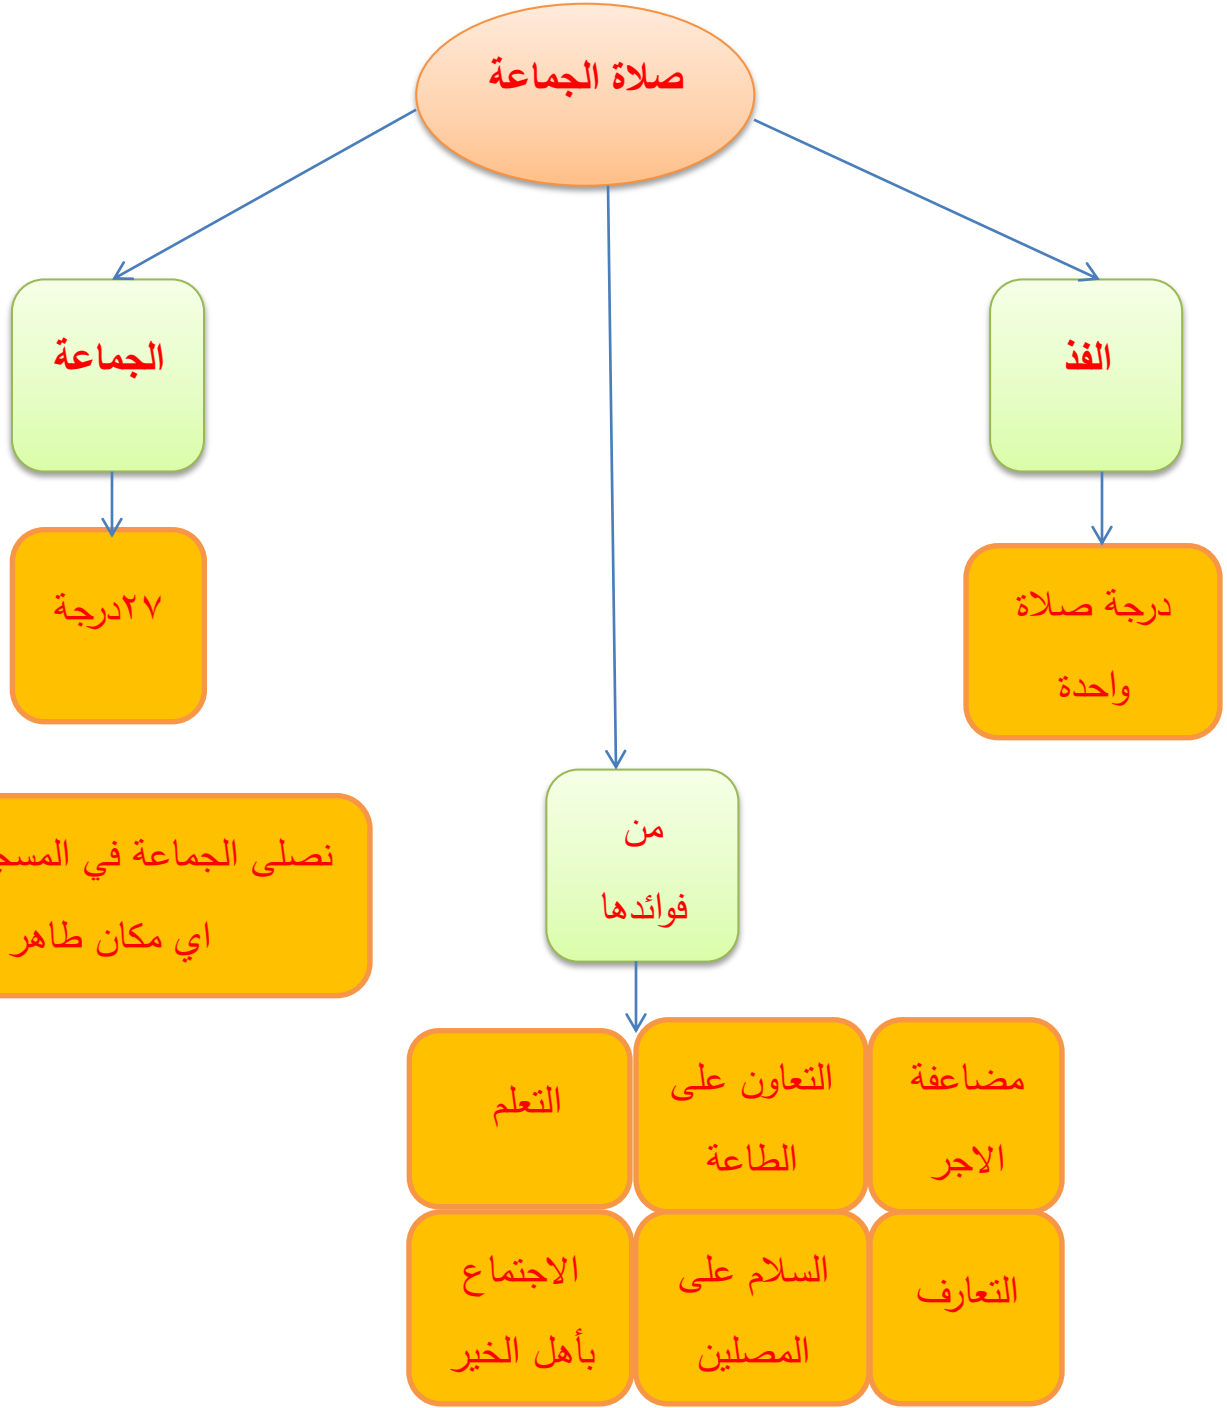 صلاة الجماعة
الفذ
الجماعة
درجة صلاة
واحدة
٢٧درجة
نصلى الجماعة في
اي مكان طاهر
من
فوائدها
مضاعفة
الاجر
التعاون على
الطاعة
التعلم
التعارف
السلام على
المصلين
الاجتماع
بأهل الخير